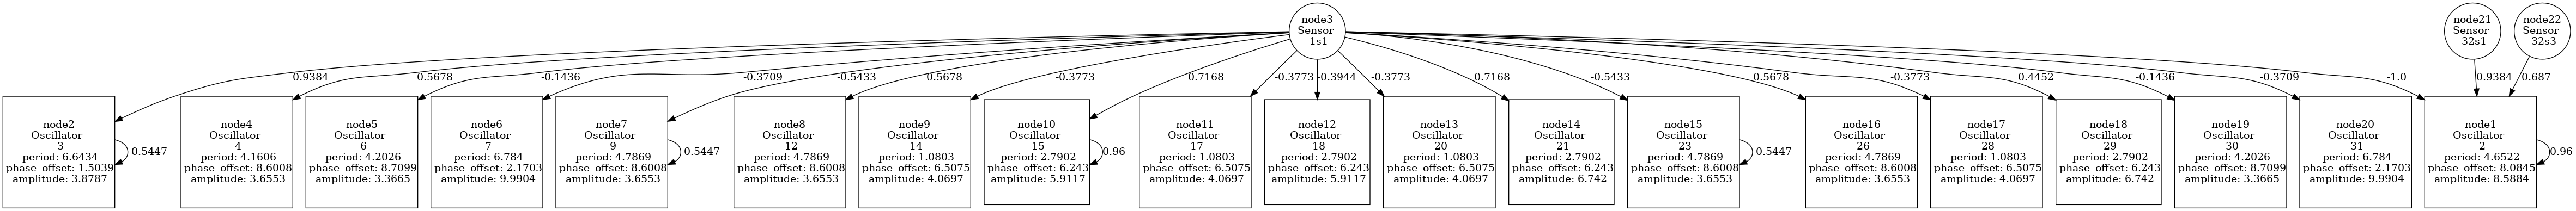 node3
Sensor
1s1
node21
Sensor
32s1
node22
Sensor
32s3
0.9384
0.5678
-0.1436
-0.3709
-0.5433
0.5678
-0.3773
0.7168
-0.3773
-0.3944
-0.3773
0.7168
-0.5433
0.5678
-0.3773
0.4452
-0.1436
-0.3709
-1.0
0.9384
0.687
node2
Oscillator
3
period: 6.6434
phase_offset: 1.5039
amplitude: 3.8787
-0.5447
node4
Oscillator
4
period: 4.1606
phase_offset: 8.6008
amplitude: 3.6553
node5
Oscillator
6
period: 4.2026
phase_offset: 8.7099
amplitude: 3.3665
node6
Oscillator
7
period: 6.784
phase_offset: 2.1703
amplitude: 9.9904
node7
Oscillator
9
period: 4.7869
phase_offset: 8.6008
amplitude: 3.6553
-0.5447
node8
Oscillator
12
period: 4.7869
phase_offset: 8.6008
amplitude: 3.6553
node9
Oscillator
14
period: 1.0803
phase_offset: 6.5075
amplitude: 4.0697
node10
Oscillator
15
period: 2.7902
phase_offset: 6.243
amplitude: 5.9117
0.96
node11
Oscillator
17
period: 1.0803
phase_offset: 6.5075
amplitude: 4.0697
node12
Oscillator
18
period: 2.7902
phase_offset: 6.243
amplitude: 5.9117
node13
Oscillator
20
period: 1.0803
phase_offset: 6.5075
amplitude: 4.0697
node14
Oscillator
21
period: 2.7902
phase_offset: 6.243
amplitude: 6.742
node15
Oscillator
23
period: 4.7869
phase_offset: 8.6008
amplitude: 3.6553
-0.5447
node16
Oscillator
26
period: 4.7869
phase_offset: 8.6008
amplitude: 3.6553
node17
Oscillator
28
period: 1.0803
phase_offset: 6.5075
amplitude: 4.0697
node18
Oscillator
29
period: 2.7902
phase_offset: 6.243
amplitude: 6.742
node19
Oscillator
30
period: 4.2026
phase_offset: 8.7099
amplitude: 3.3665
node20
Oscillator
31
period: 6.784
phase_offset: 2.1703
amplitude: 9.9904
node1
Oscillator
2
period: 4.6522
phase_offset: 8.0845
amplitude: 8.5884
0.96